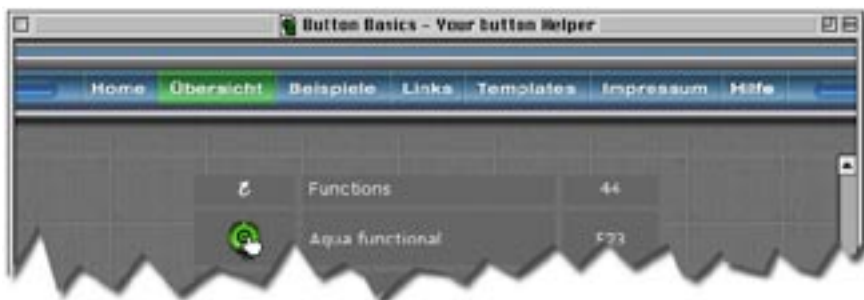 Button Basics - Your button Helper
Home Übersicht Beispiele Links Templates Impressum Hilfe
Functions 44
Aqua functional